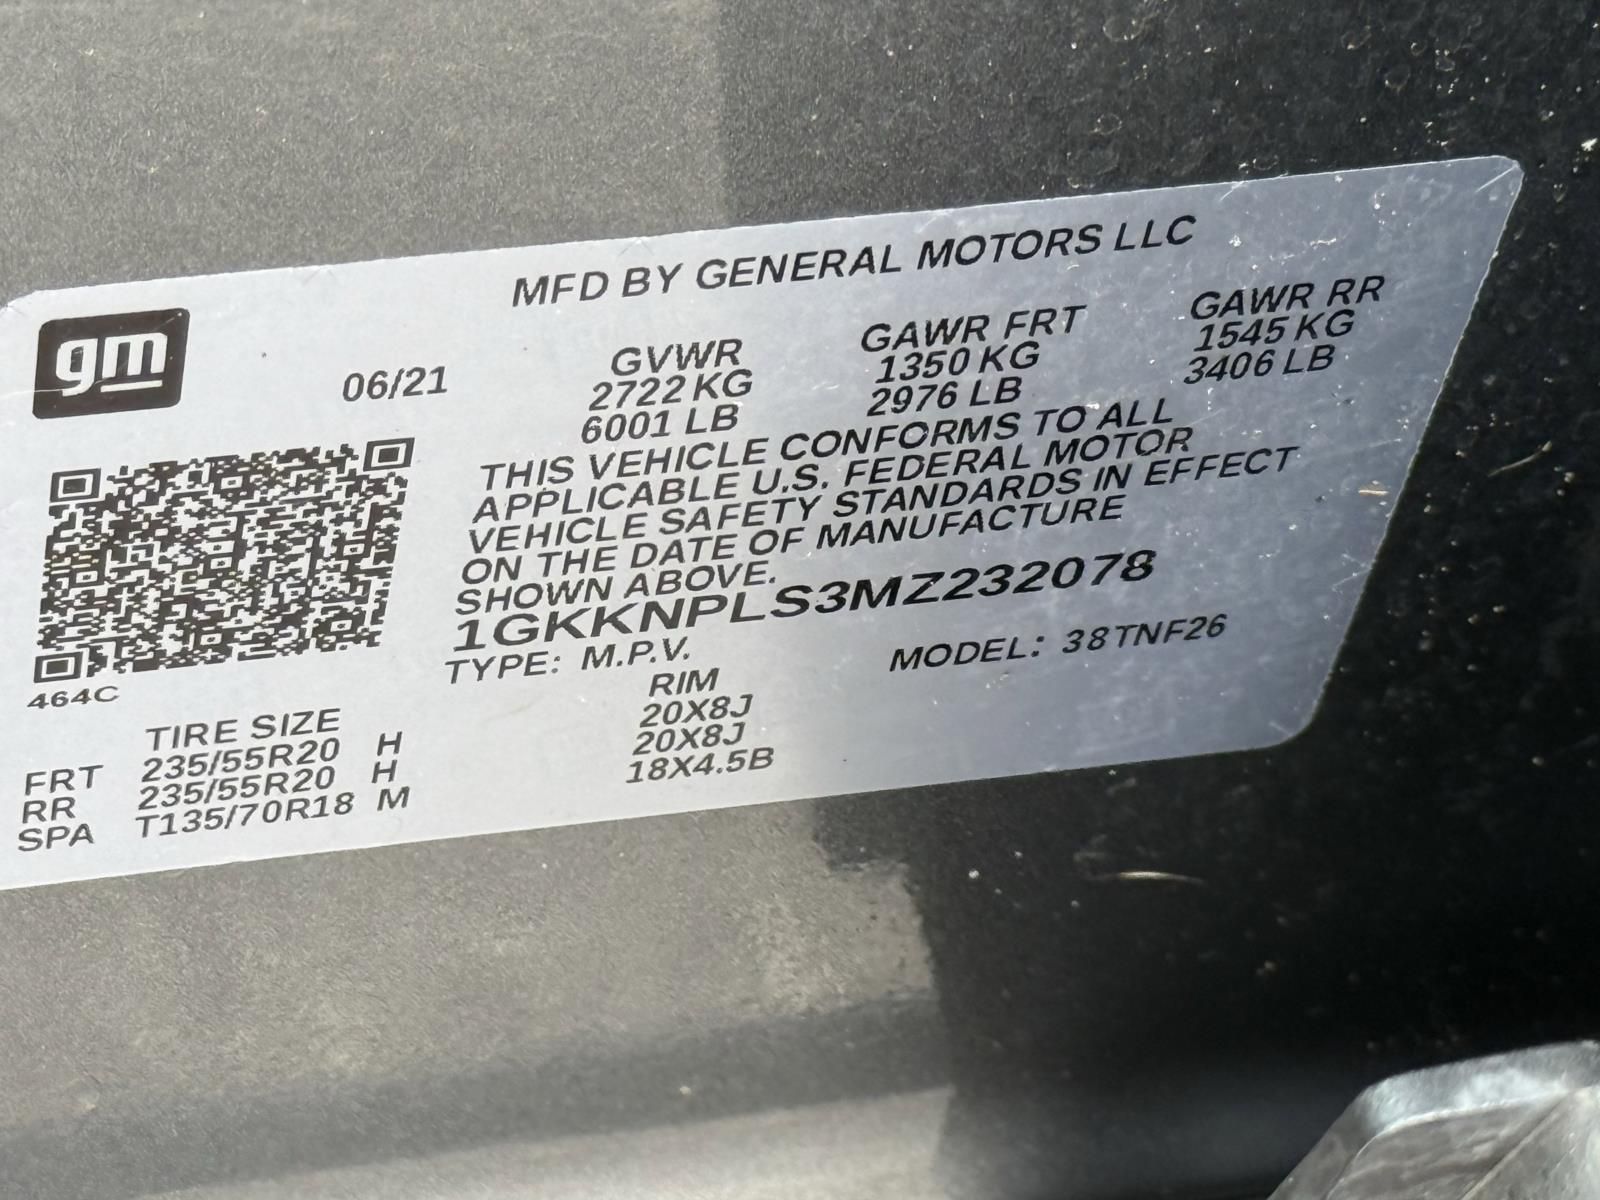 MFD BY GENERAL MOTORS LLC
gm
06/21
GVWR GAWR FRT GAWR RR
2722 KG 1350 KG 1545 KG
6001 LB 2976 LB 3406 LB
THIS VEHICLE CONFORMS TO ALL
APPLICABLE U.S. FEDERAL MOTOR
VEHICLE SAFETY STANDARDS IN EFFECT
ON THE DATE OF MANUFACTURE
SHOWN ABOVE.
1GKKNPLS3MZ232078
TYPE: M.P.V. MODEL: 38TNF26
464C
TIRE SIZE RIM
FRT 235/55R20 H 20X8J
RR 235/55R20 H 20X8J
SPA T135/70R18 M 18X4.5B